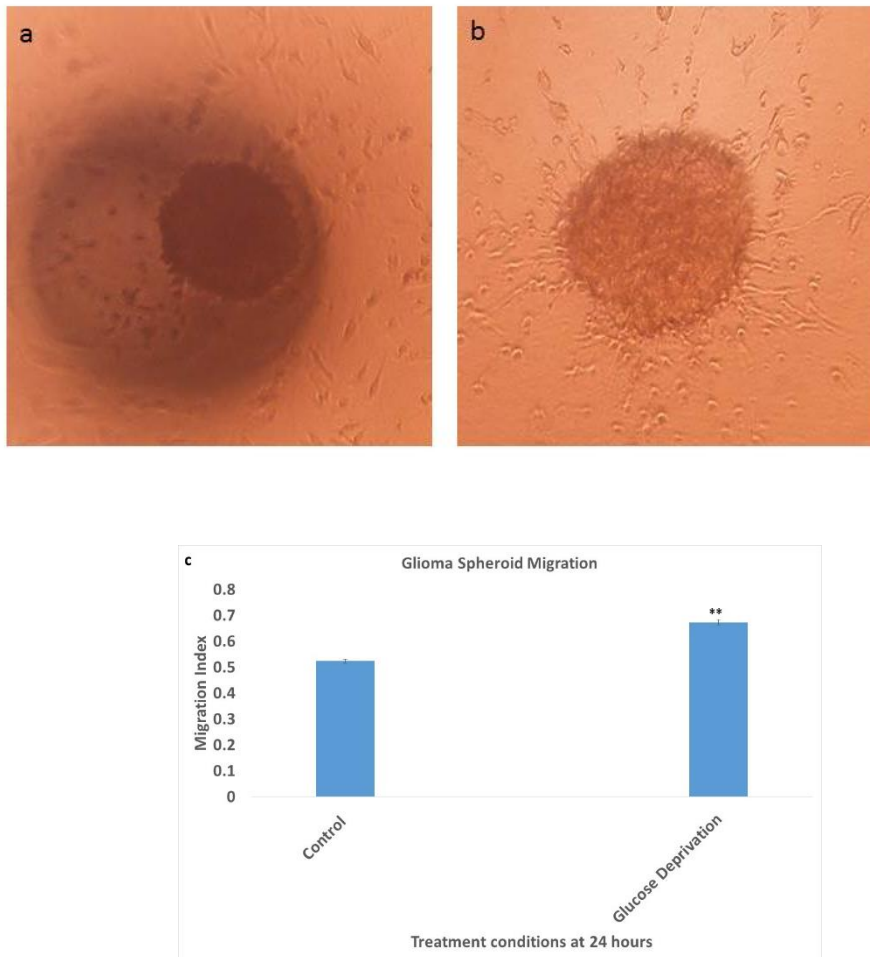 a
b
c
Glioma Spheroid Migration
0.8
0.7
0.6
0.5
0.4
0.3
0.2
0.1
0
Migration Index
**
Control
Glucose Deprivation
Treatment conditions at 24 hours